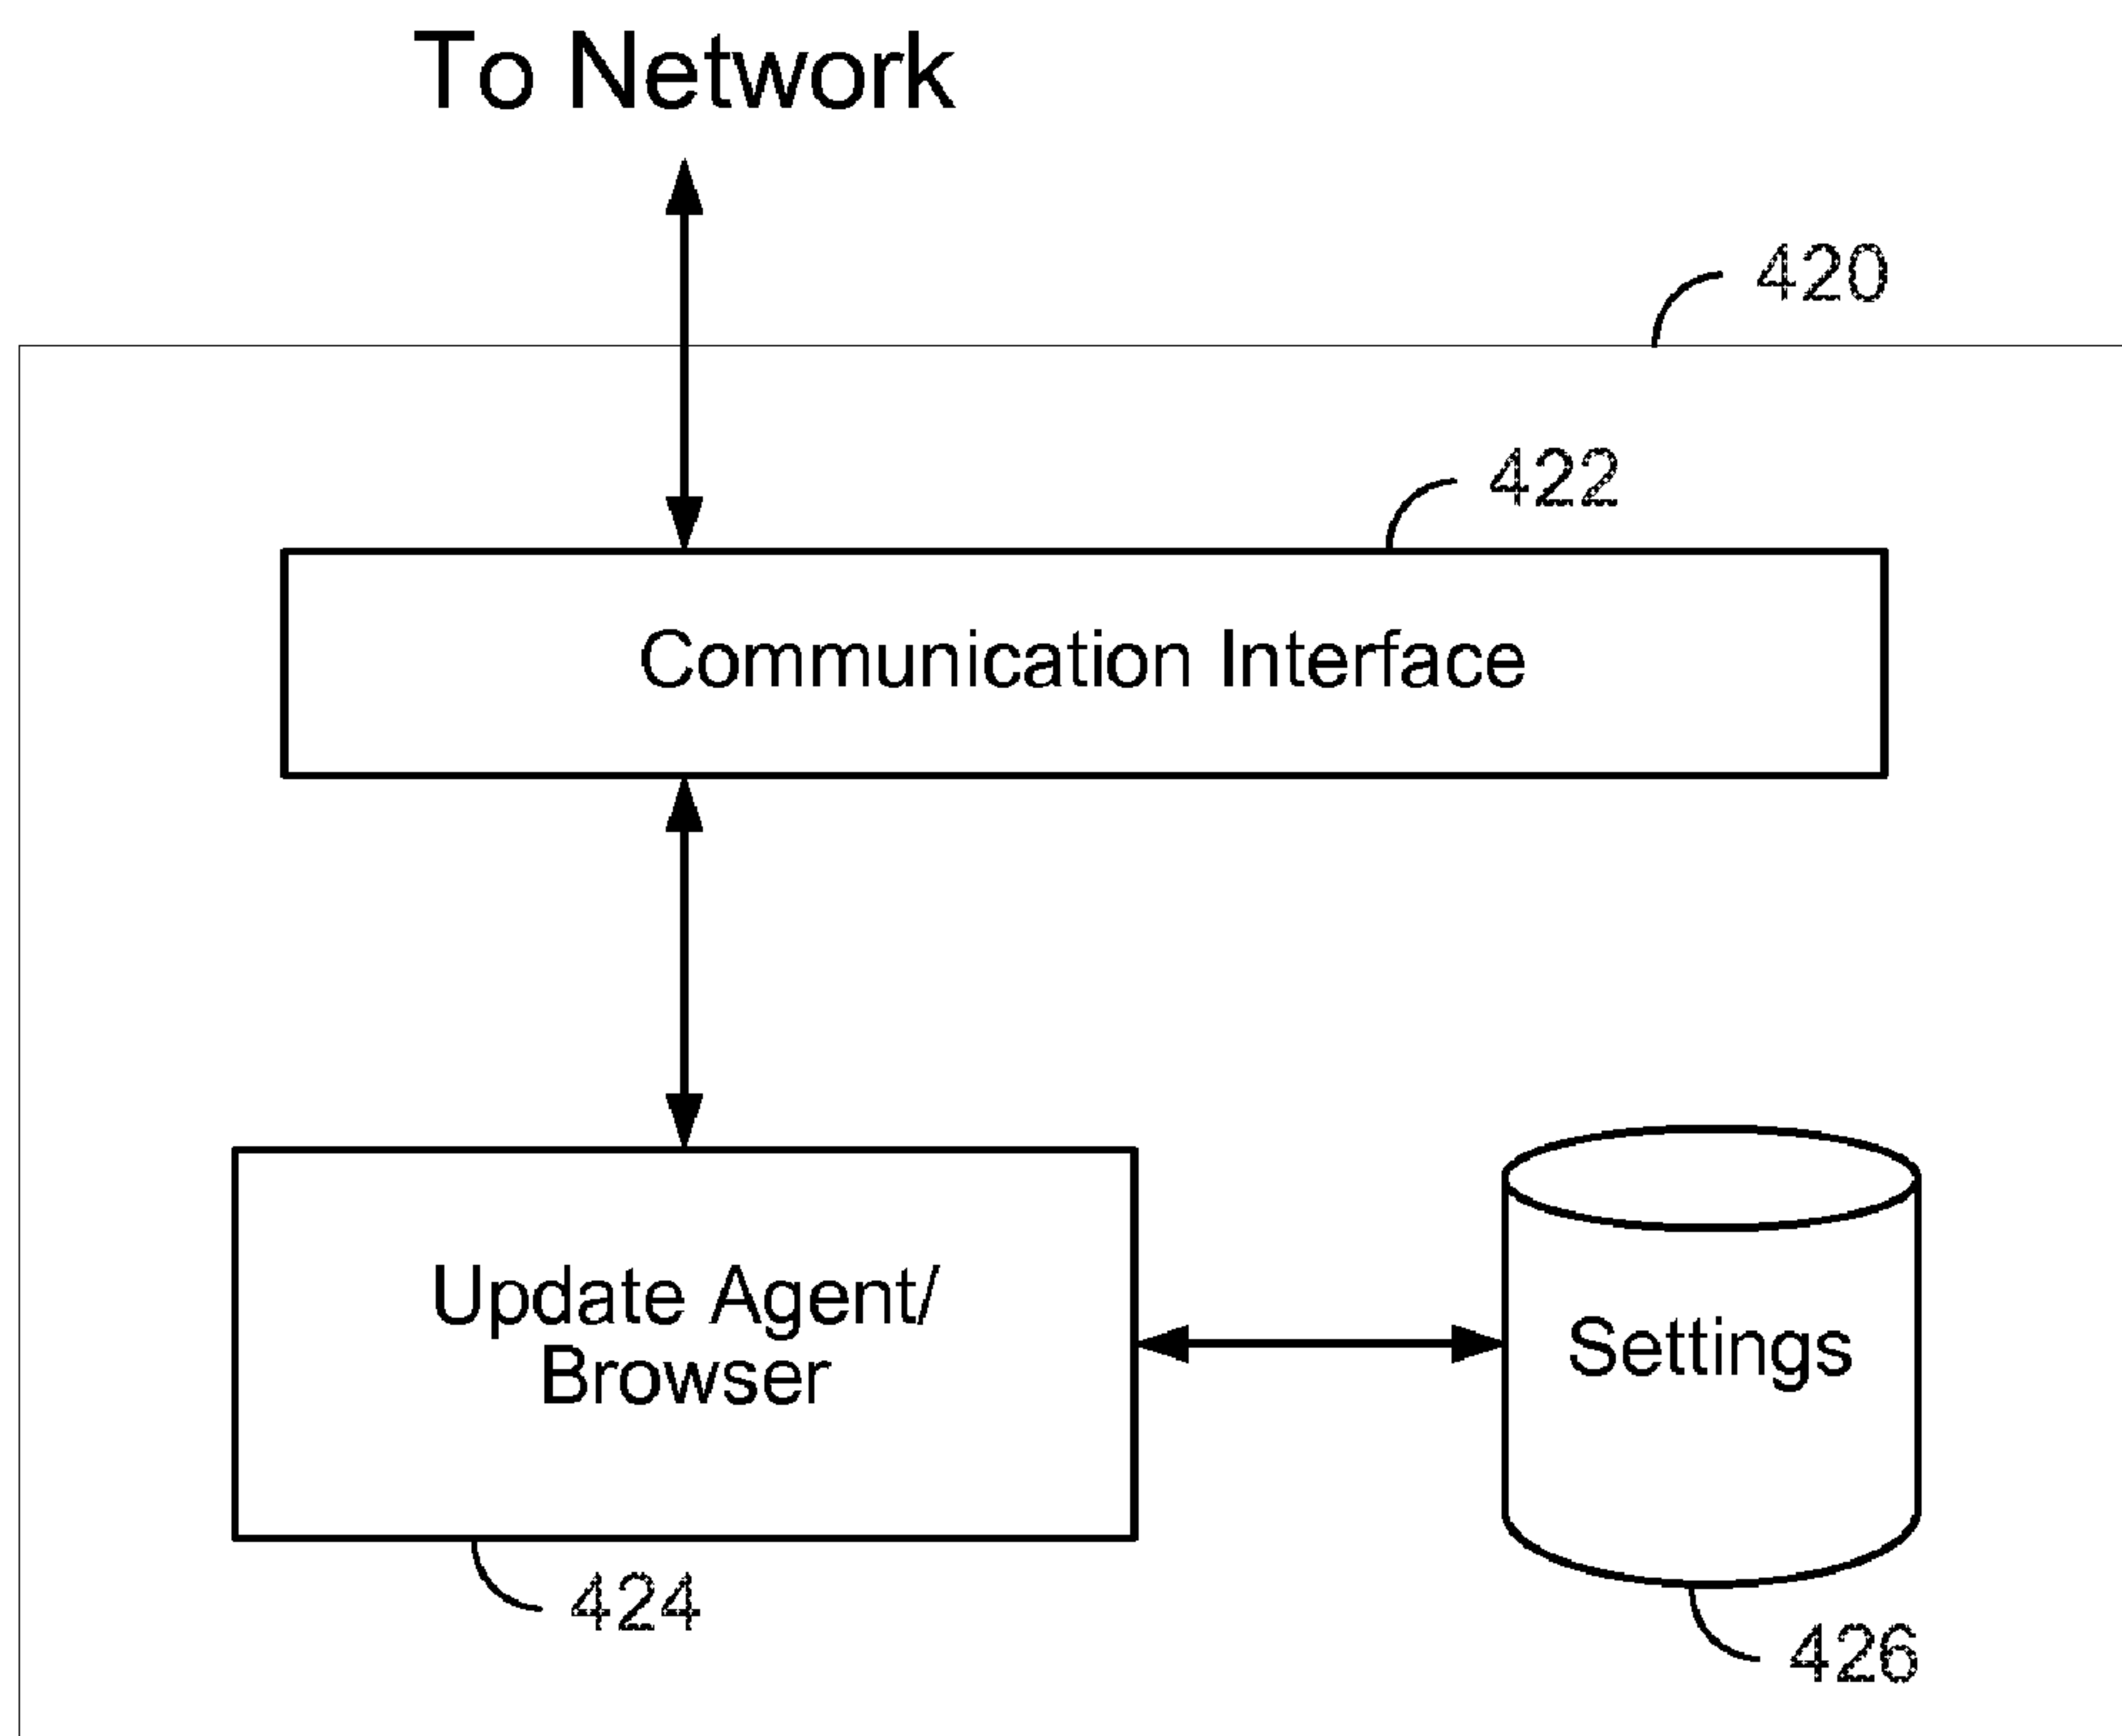 To Network
420
422
Communication Interface
Update Agent/
Browser
Settings
424
426